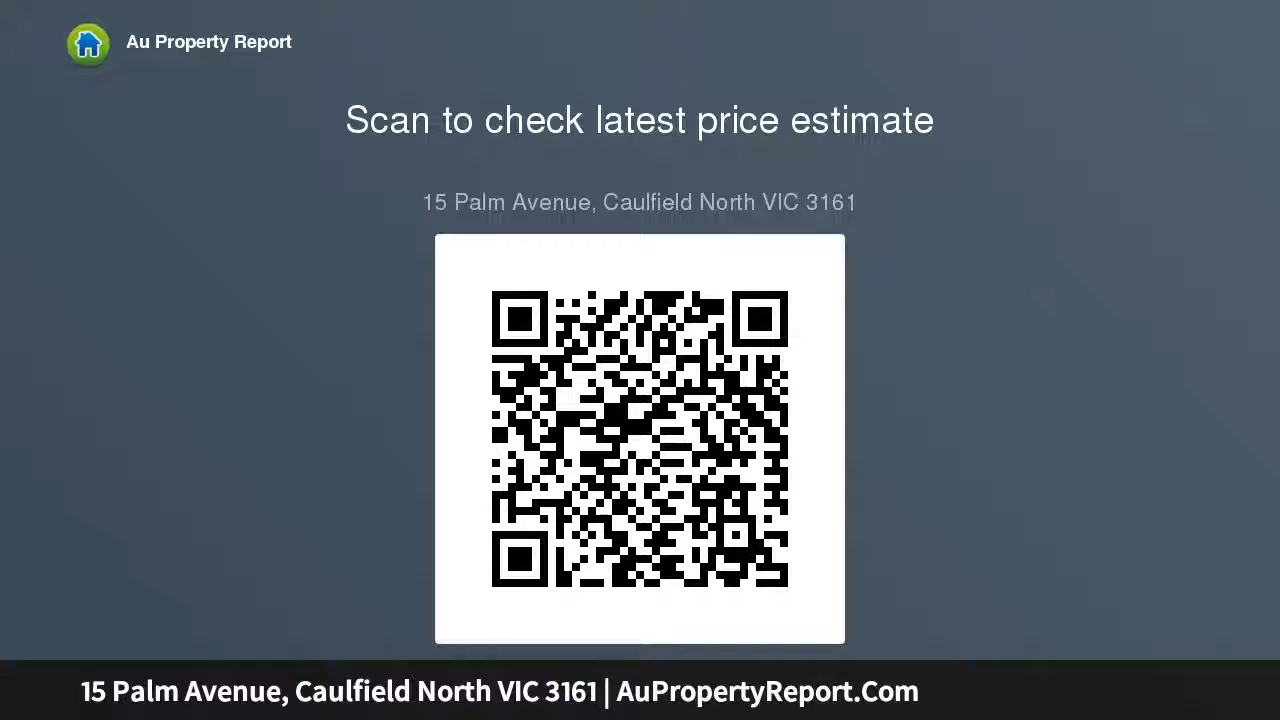 Au Property Report
Scan to check latest price estimate
15 Palm Avenue, Caulfield North VIC 3161
15 Palm Avenue, Caulfield North VIC 3161 | AuPropertyReport.Com